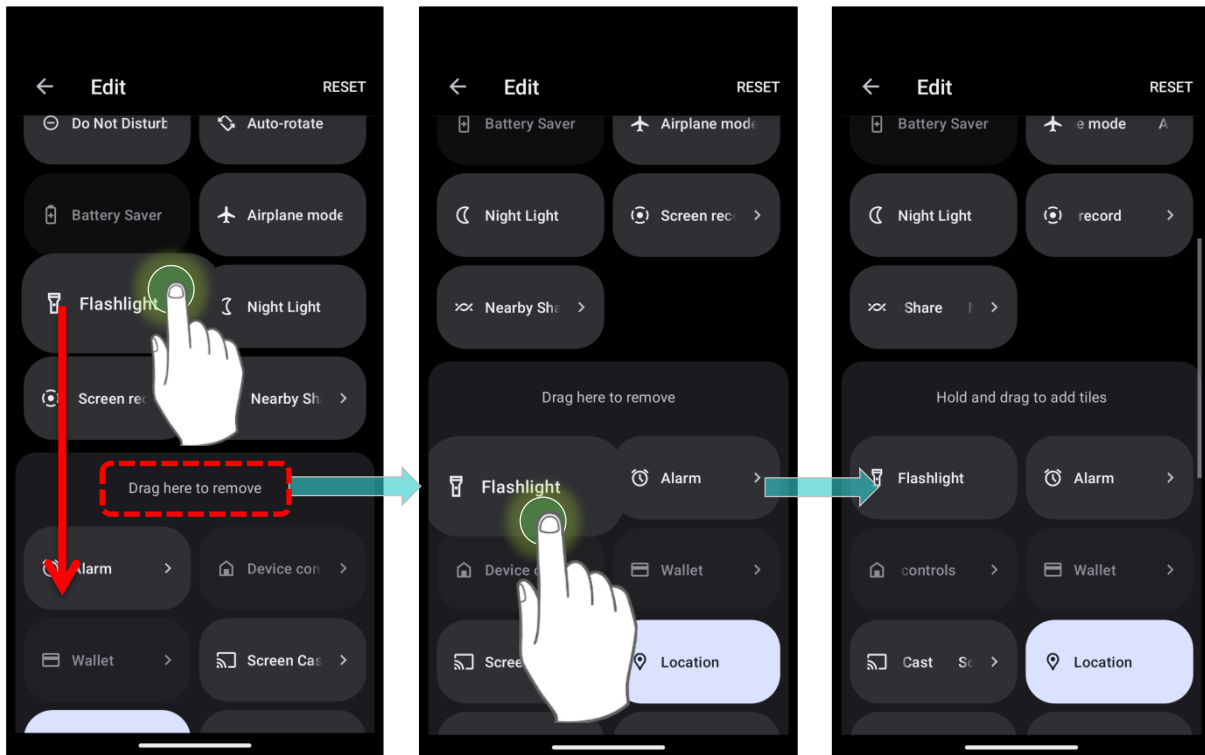 Edit
RESET
Do Not Disturb
Auto-rotate
Battery Saver
Airplane mode
Flashlight
Night Light
Screen rec
Nearby Sh
Drag here to remove
Alarm
Device con
Wallet
Screen Cas
Edit
RESET
Battery Saver
Airplane mode
Night Light
Screen rec
Nearby Sha
Drag here to remove
Flashlight
Alarm
Device c
Wallet
Scree
Location
Edit
RESET
Battery Saver
e mode A
Night Light
record
Share
Hold and drag to add tiles
Flashlight
Alarm
controls
Wallet
Cast Sc
Location